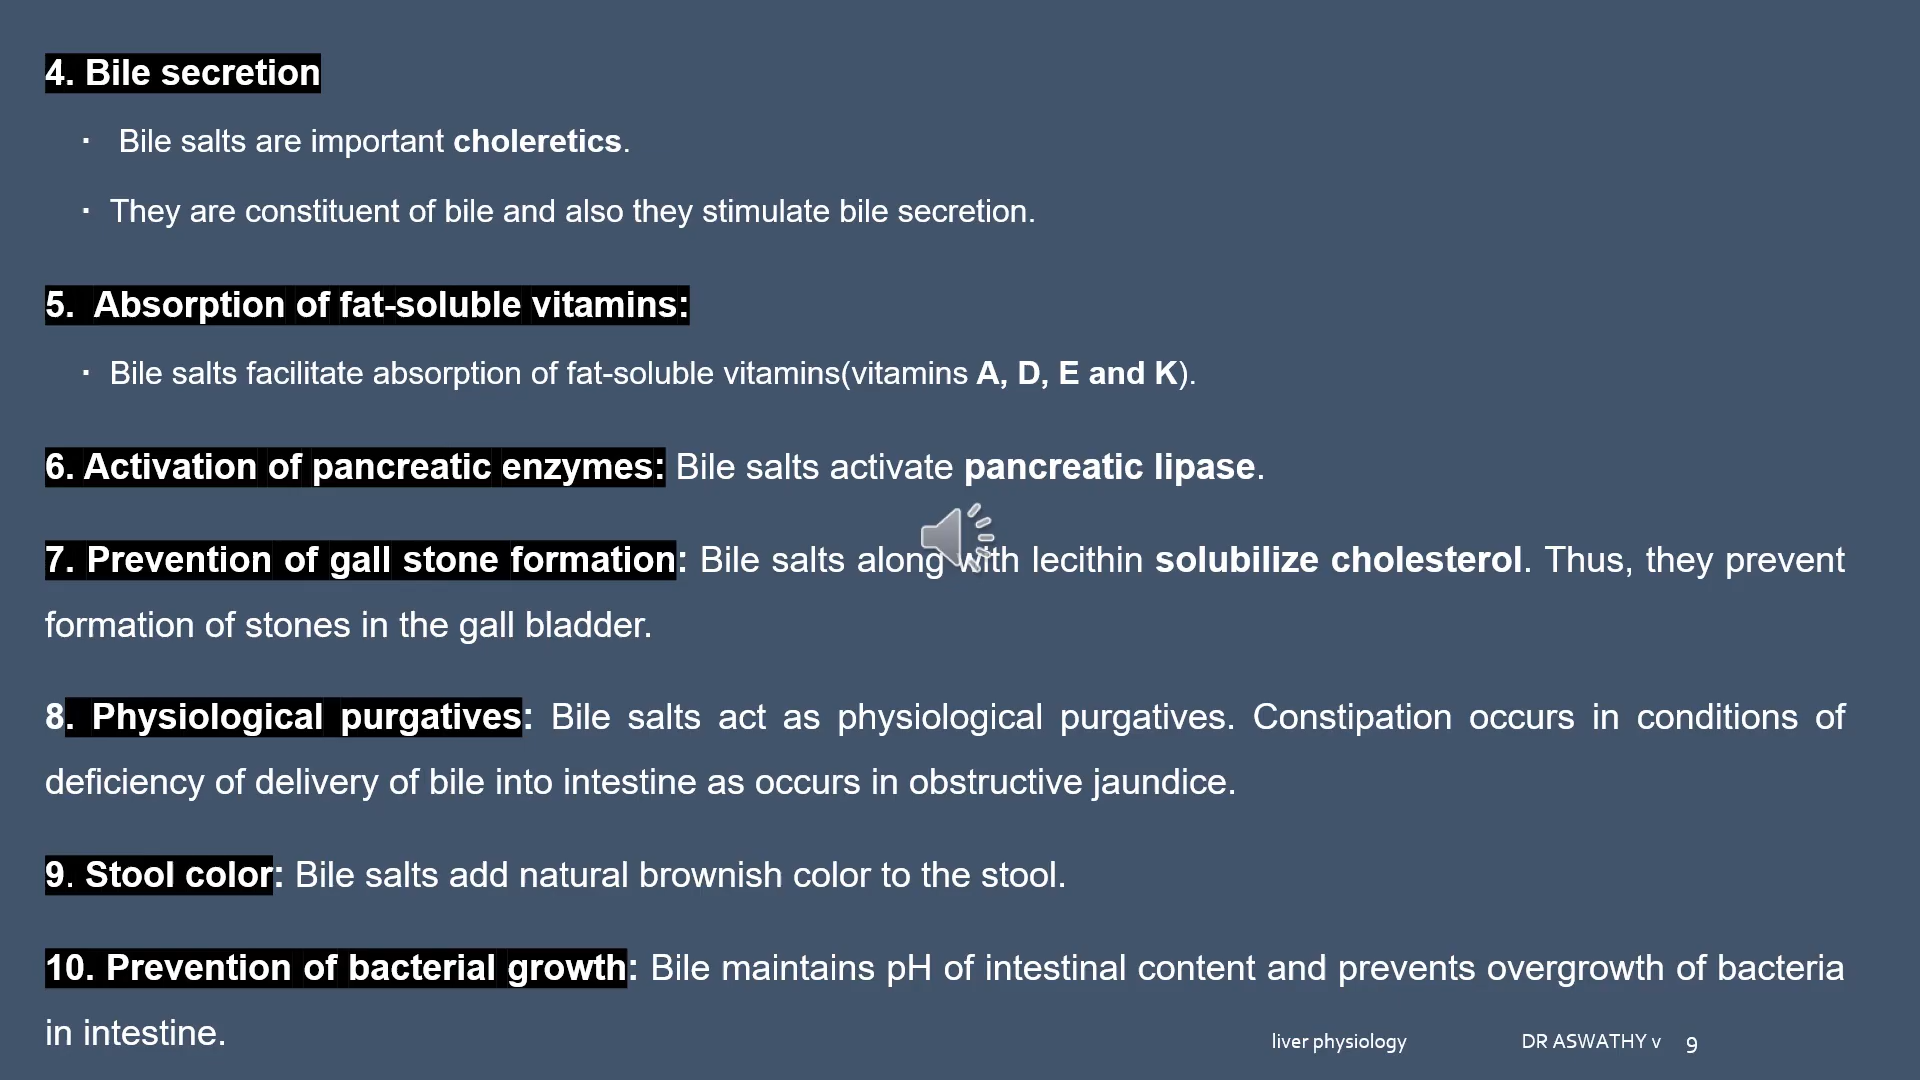 4. Bile secretion
▪ Bile salts are important choleretics.
▪ They are constituent of bile and also they stimulate bile secretion.
5. Absorption of fat-soluble vitamins:
▪ Bile salts facilitate absorption of fat-soluble vitamins(vitamins A, D, E and K).
6. Activation of pancreatic enzymes: Bile salts activate pancreatic lipase.
7. Prevention of gall stone formation: Bile salts along with lecithin solubilize cholesterol. Thus, they prevent
formation of stones in the gall bladder.
8. Physiological purgatives: Bile salts act as physiological purgatives. Constipation occurs in conditions of
deficiency of delivery of bile into intestine as occurs in obstructive jaundice.
9. Stool color: Bile salts add natural brownish color to the stool.
10. Prevention of bacterial growth: Bile maintains pH of intestinal content and prevents overgrowth of bacteria
in intestine.
liver physiology DR ASWATHY v 9